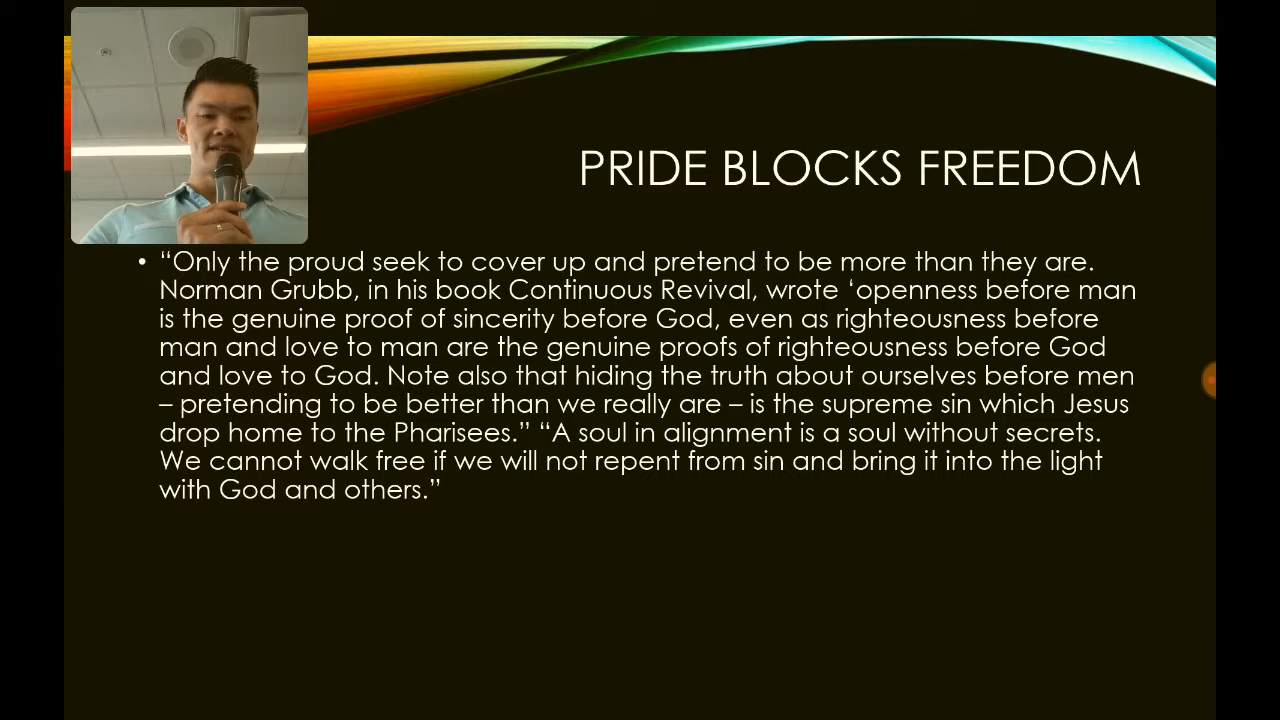 PRIDE BLOCKS FREEDOM
• “Only the proud seek to cover up and pretend to be more than they are.
Norman Grubb, in his book Continuous Revival, wrote ‘openness before man
is the genuine proof of sincerity before God, even as righteousness before
man and love to man are the genuine proofs of righteousness before God
and love to God. Note also that hiding the truth about ourselves before men
– pretending to be better than we really are – is the supreme sin which Jesus
drop home to the Pharisees.” “A soul in alignment is a soul without secrets.
We cannot walk free if we will not repent from sin and bring it into the light
with God and others.”